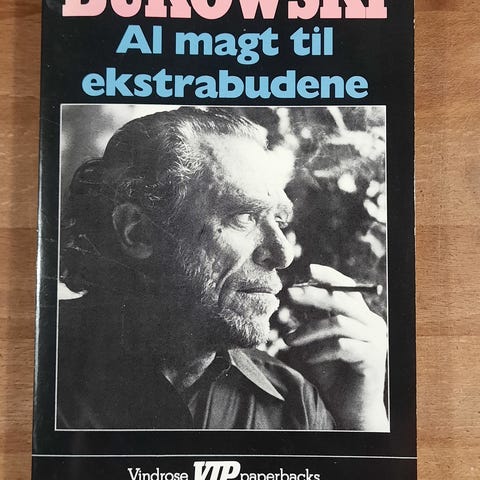 BUKOWSKI
Al magt til
ekstrabudene
Vindrose VIP paperbacks